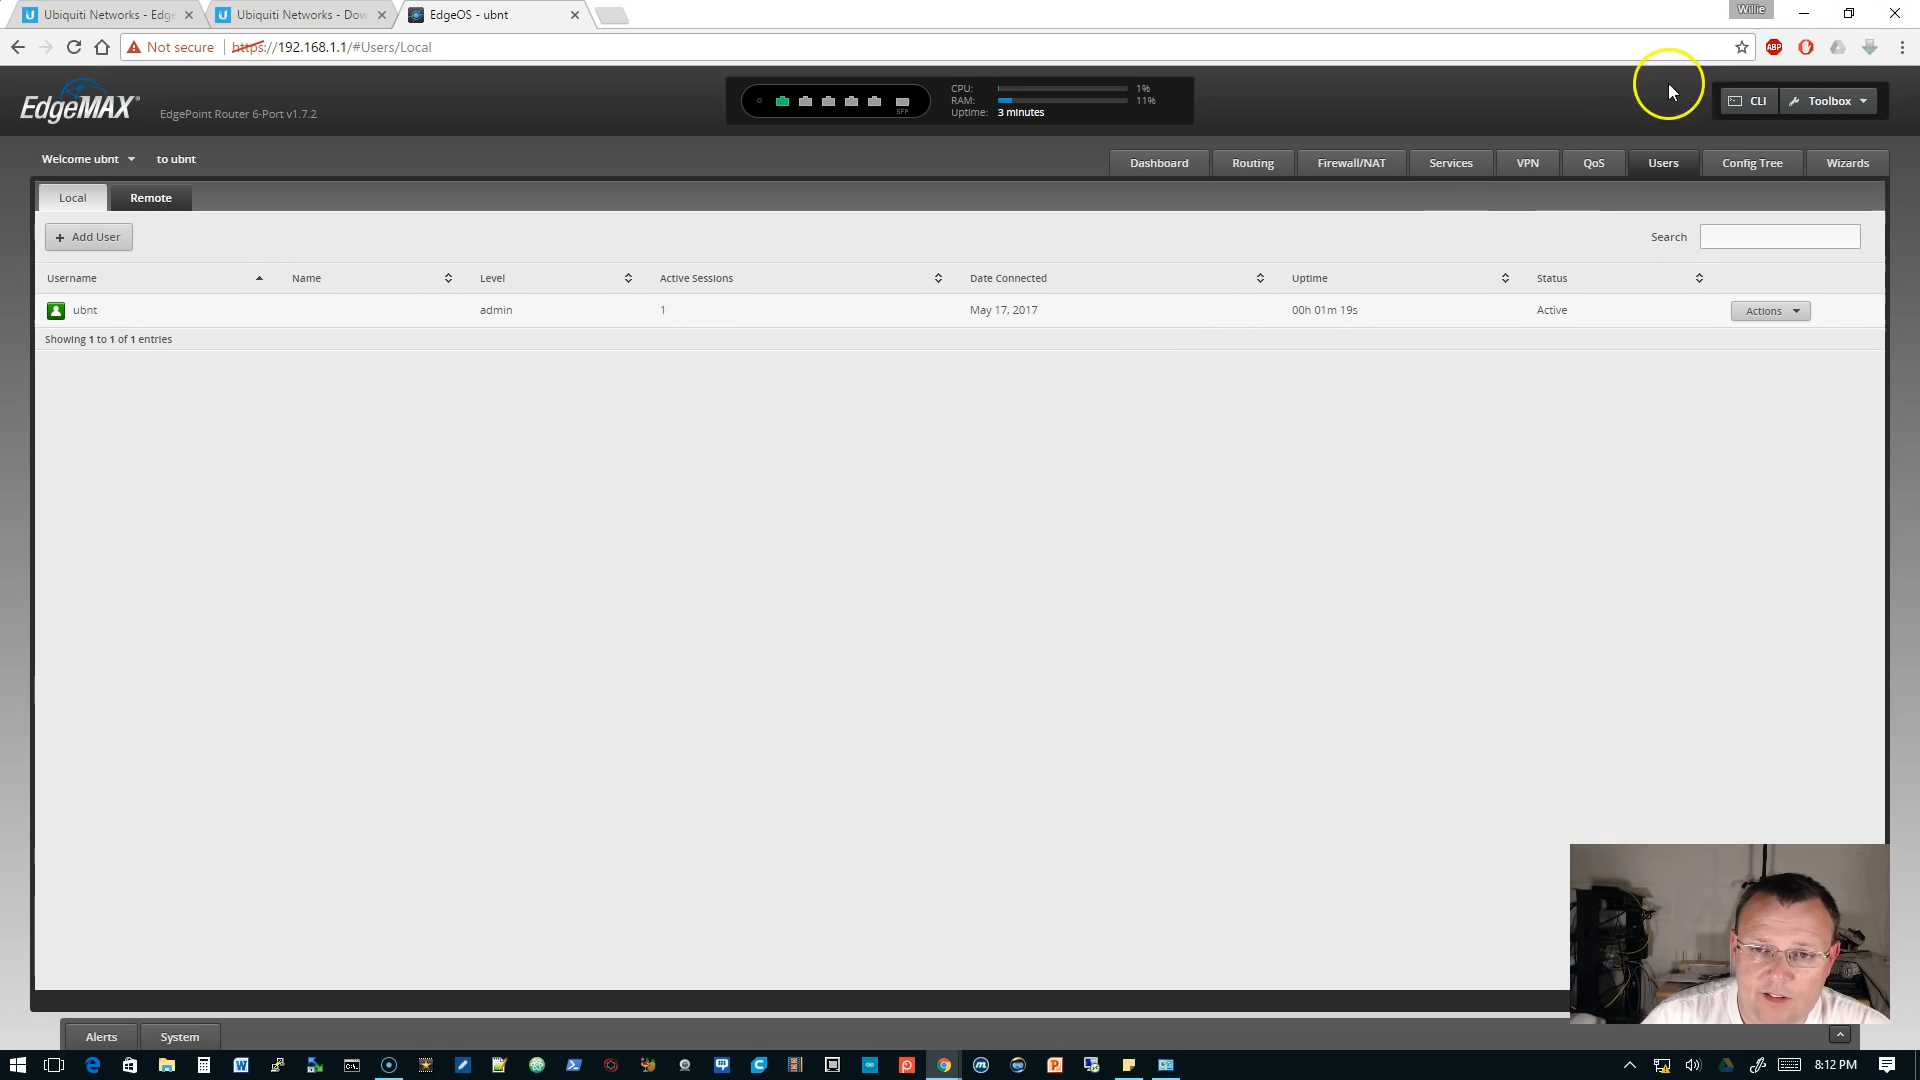 Ubiquiti Networks - Edge
Ubiquiti Networks - Dow
EdgeOS - ubnt
Willie
Not secure
https://192.168.1.1/#Users/Local
ABP
EdgeMAX
EdgePoint Router 6-Port v1.7.2
SFP
CPU: 1%
RAM: 11%
Uptime: 3 minutes
CLI
Toolbox
Welcome ubnt to ubnt
Dashboard Routing Firewall/NAT Services VPN QoS Users Config Tree Wizards
Local Remote
+ Add User
Search
Username Name Level Active Sessions Date Connected Uptime Status
ubnt admin 1 May 17, 2017 00h 01m 19s Active Actions
Showing 1 to 1 of 1 entries
Alerts System
8:12 PM